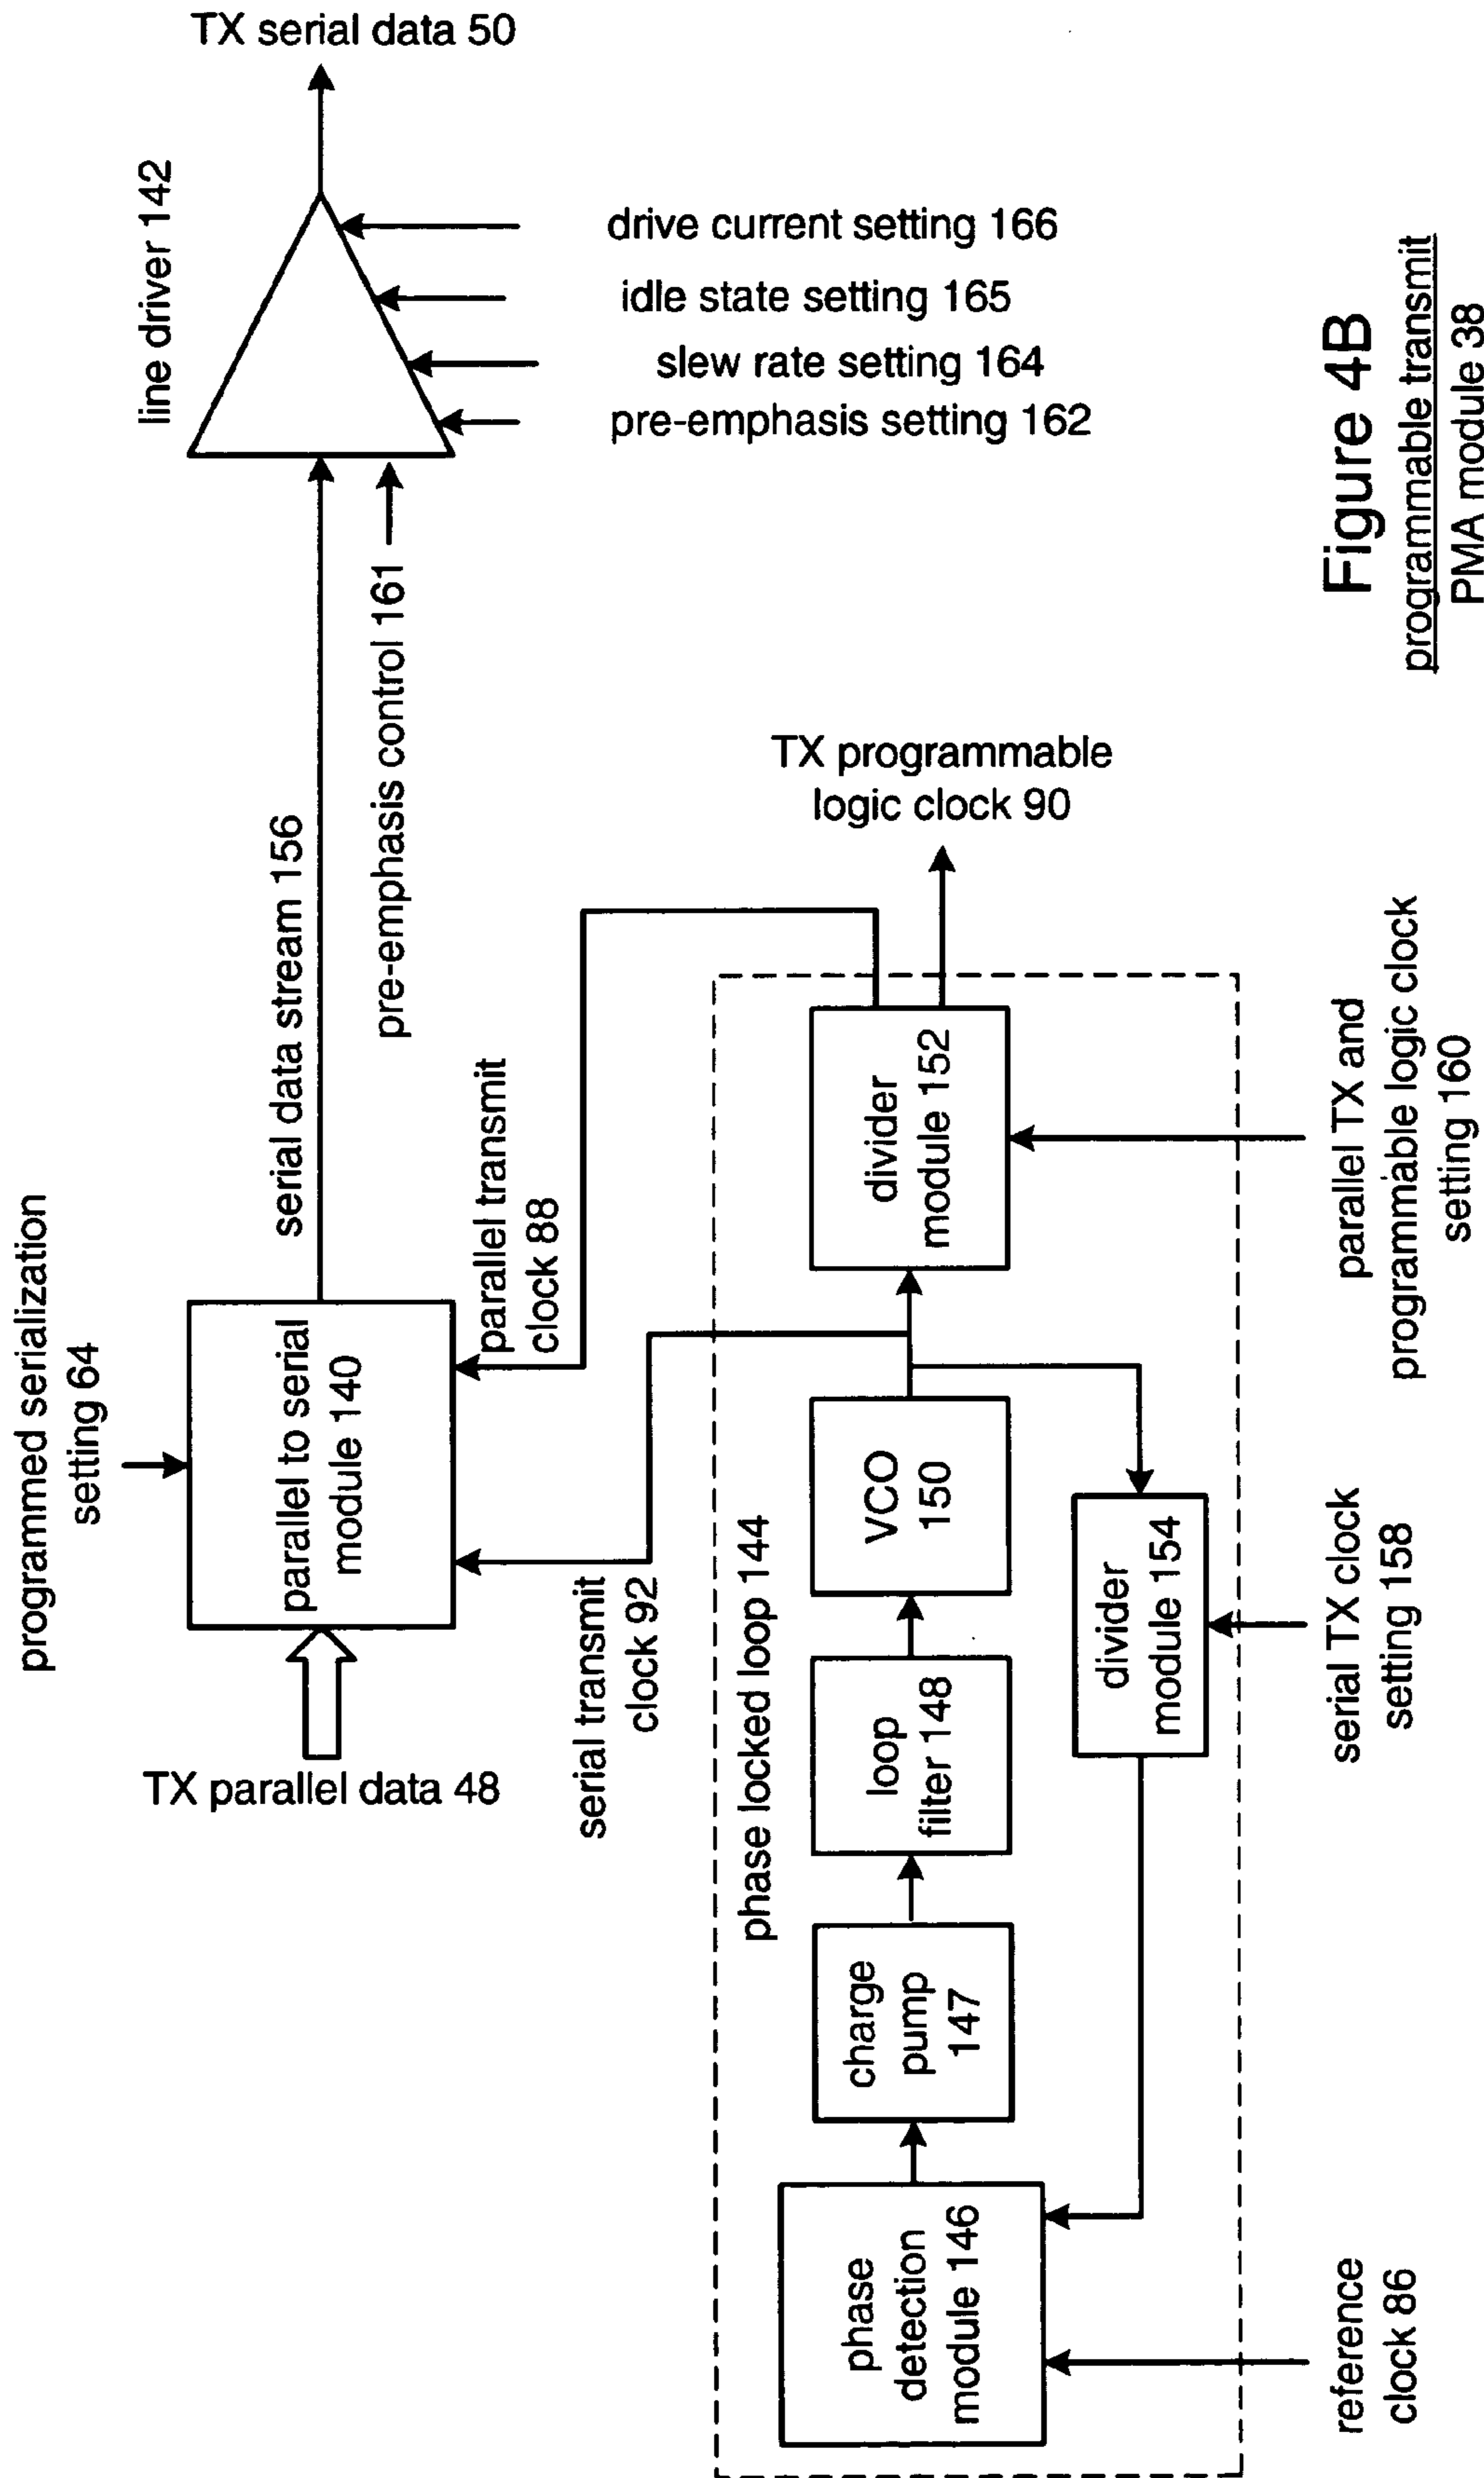 programmed serialization
setting 64
TX parallel data 48
parallel to serial
module 140
serial data stream 156
line driver 142
TX serial data 50
pre-emphasis control 161
pre-emphasis setting 162
slew rate setting 164
idle state setting 165
drive current setting 166
serial transmit
clock 92
parallel transmit
clock 88
phase locked loop 144
phase
detection
module 146
charge
pump
147
loop
filter 148
VCO
150
divider
module 152
divider
module 154
TX programmable
logic clock 90
reference
clock 86
serial TX clock
setting 158
parallel TX and
programmable logic clock
setting 160
Figure 4B
programmable transmit
PMA module 38